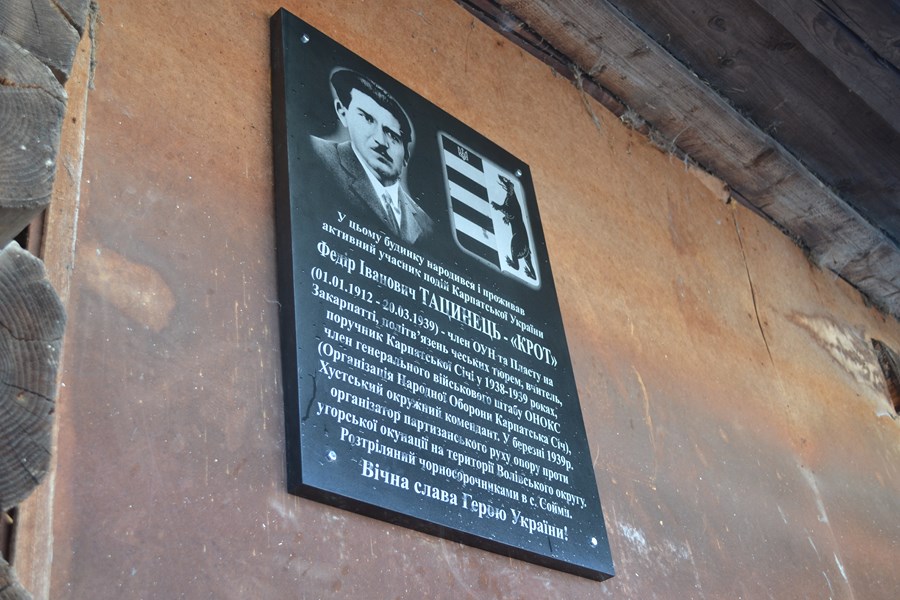 У цьому будинку народився і проживав
активний учасник подій Карпатської України
Федір Іванович ТАЦИНЕЦЬ - «КРОТ»
(01.01.1912 - 20.03.1939) - член ОУН та Пласту на
Закарпатті, політв'язень чеських тюрем, вчитель,
поручник Карпатської Січі у 1938-1939 роках,
член генерального військового штабу ОНОКС
(Організація Народної Оборони Карпатська Січ),
Хустський окружний комендант. У березні 1939р.
організатор партизанського руху опору проти
угорської окупації на території Волівського округу.
Розтріляний чорносорочниками в с. Сойми.
Вічна слава Герою України!